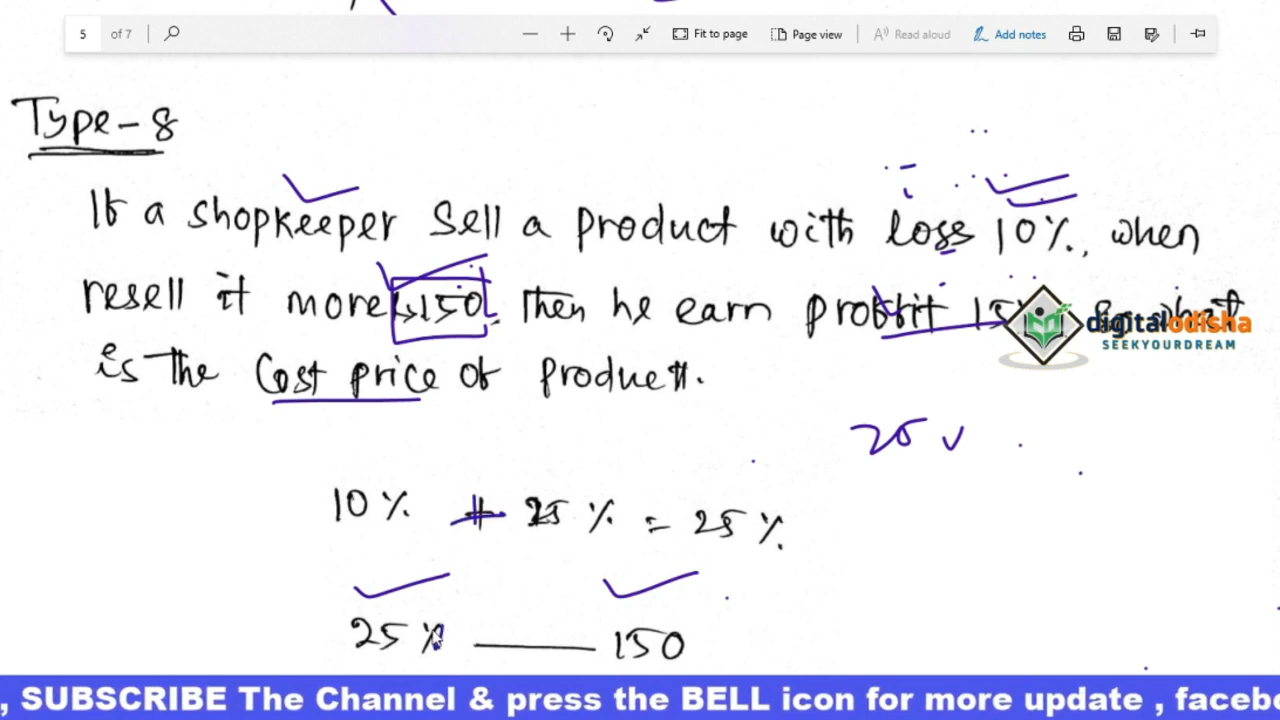 5 of 7 Fit to page Page view Read aloud Add notes
Type-8
If a shopkeeper sell a product with loss 10%, when
resell it more 150, Then he earn profit what
digitalodisha
SEEKYOURDREAM
is the cost price of product.
25
10% + 25% = 25%
25% 150
, SUBSCRIBE The Channel & press the BELL icon for more update , faceb